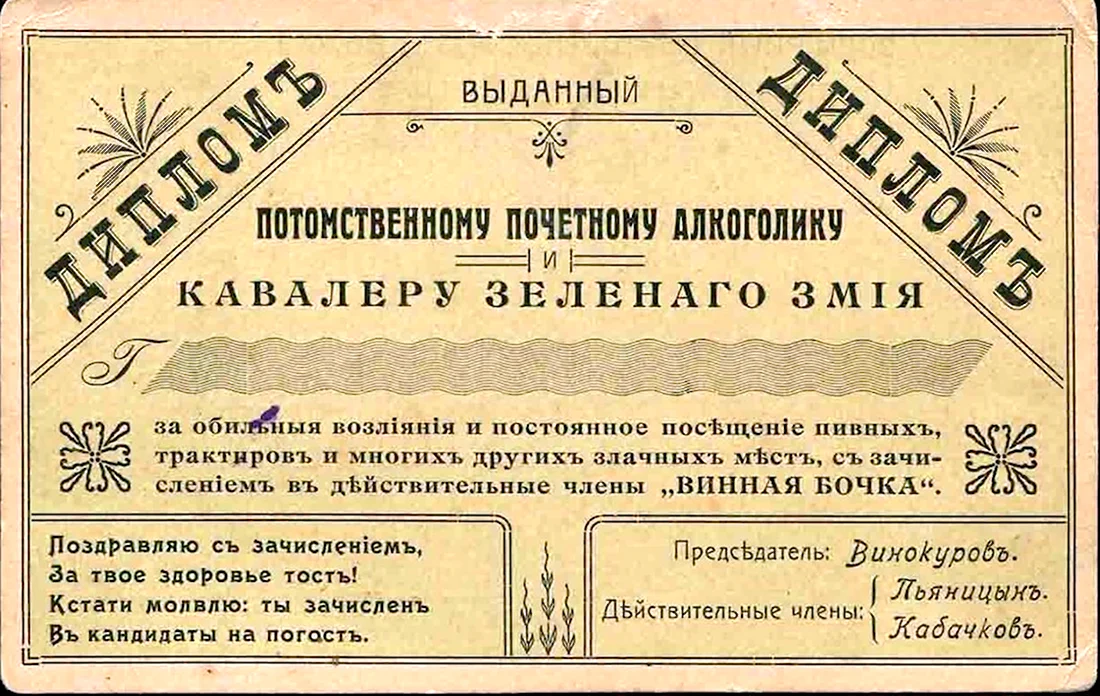 ДИПЛОМЪ
ВЫДАННЫЙ
ДИПЛОМЪ
ПОТОМСТВЕННОМУ ПОЧЕТНОМУ АЛКОГОЛИКУ
И
КАВАЛЕРУ ЗЕЛЕНАГО ЗМІЯ
Г
за обильныя возліянія и постоянное посѣщеніе пивныхъ,
трактировъ и многихъ другихъ злачныхъ мѣстъ, съ зачи-
сленіемъ въ дѣйствительные члены „ВИННАЯ БОЧКА“.
Поздравляю съ зачисленіемъ,
За твое здоровье тость!
Кстати молвлю: ты зачисленъ
Въ кандидаты на погость.
Предсѣдатель: Винокуровъ.
Дѣйствительные члены: { Пьяницынъ.
Кабачковъ.